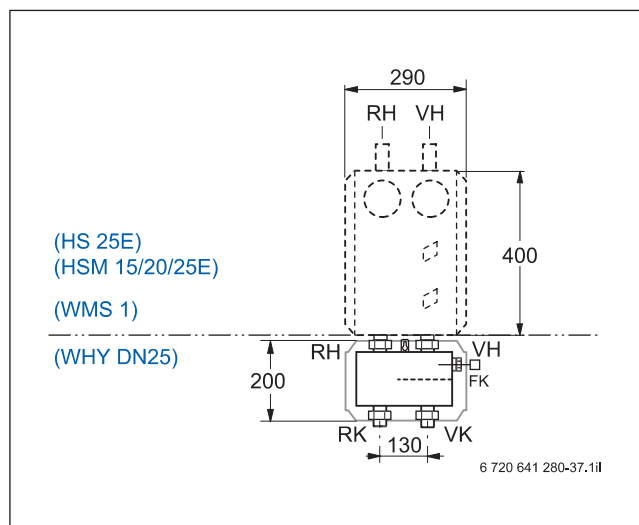 290
RH VH
(HS 25E)
(HSM 15/20/25E)
400
(WMS 1)
(WHY DN25)
RH VH
200
FK
RK VK
130
6 720 641 280-37.1il